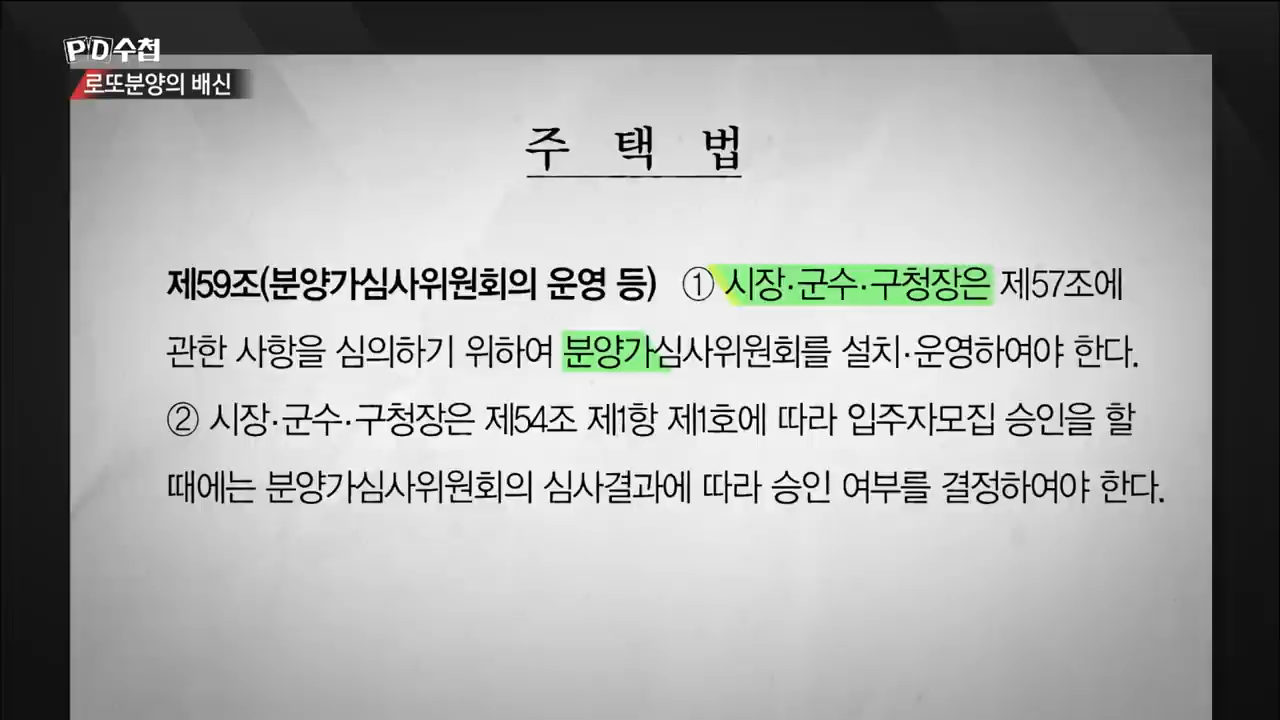 PD수첩
로또분양의 배신
주 택 법
제59조(분양가심사위원회의 운영 등) ① 시장·군수·구청장은 제57조에
관한 사항을 심의하기 위하여 분양가심사위원회를 설치·운영하여야 한다.
② 시장·군수·구청장은 제54조 제1항 제1호에 따라 입주자모집 승인을 할
때에는 분양가심사위원회의 심사결과에 따라 승인 여부를 결정하여야 한다.